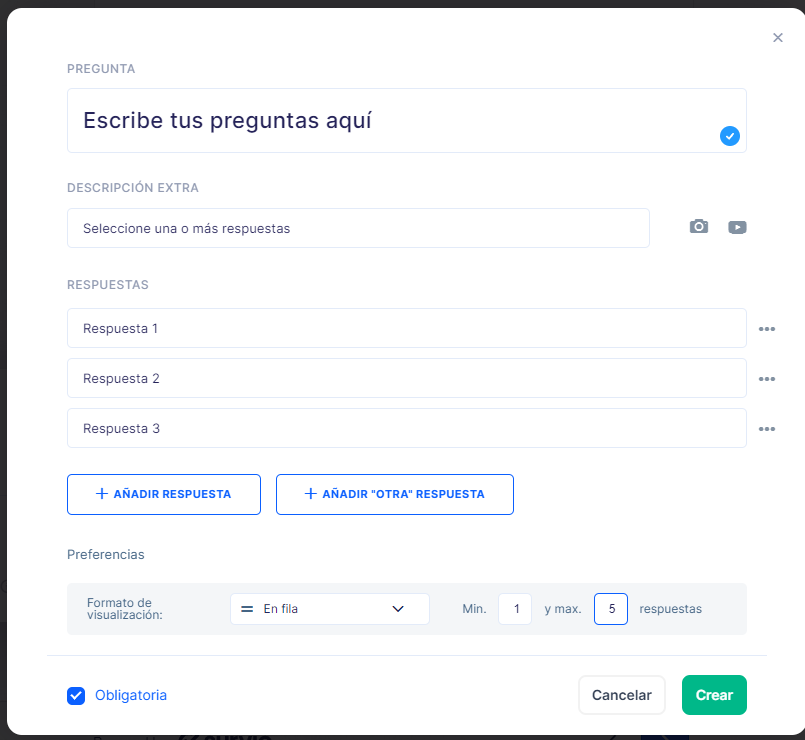 PREGUNTA
Escribe tus preguntas aquí
DESCRIPCIÓN EXTRA
Seleccione una o más respuestas
RESPUESTAS
Respuesta 1
Respuesta 2
Respuesta 3
AÑADIR RESPUESTA
AÑADIR "OTRA" RESPUESTA
Preferencias
Formato de
visualización:
En fila
Min. 1 y max. 5 respuestas
Obligatoria
Cancelar
Crear